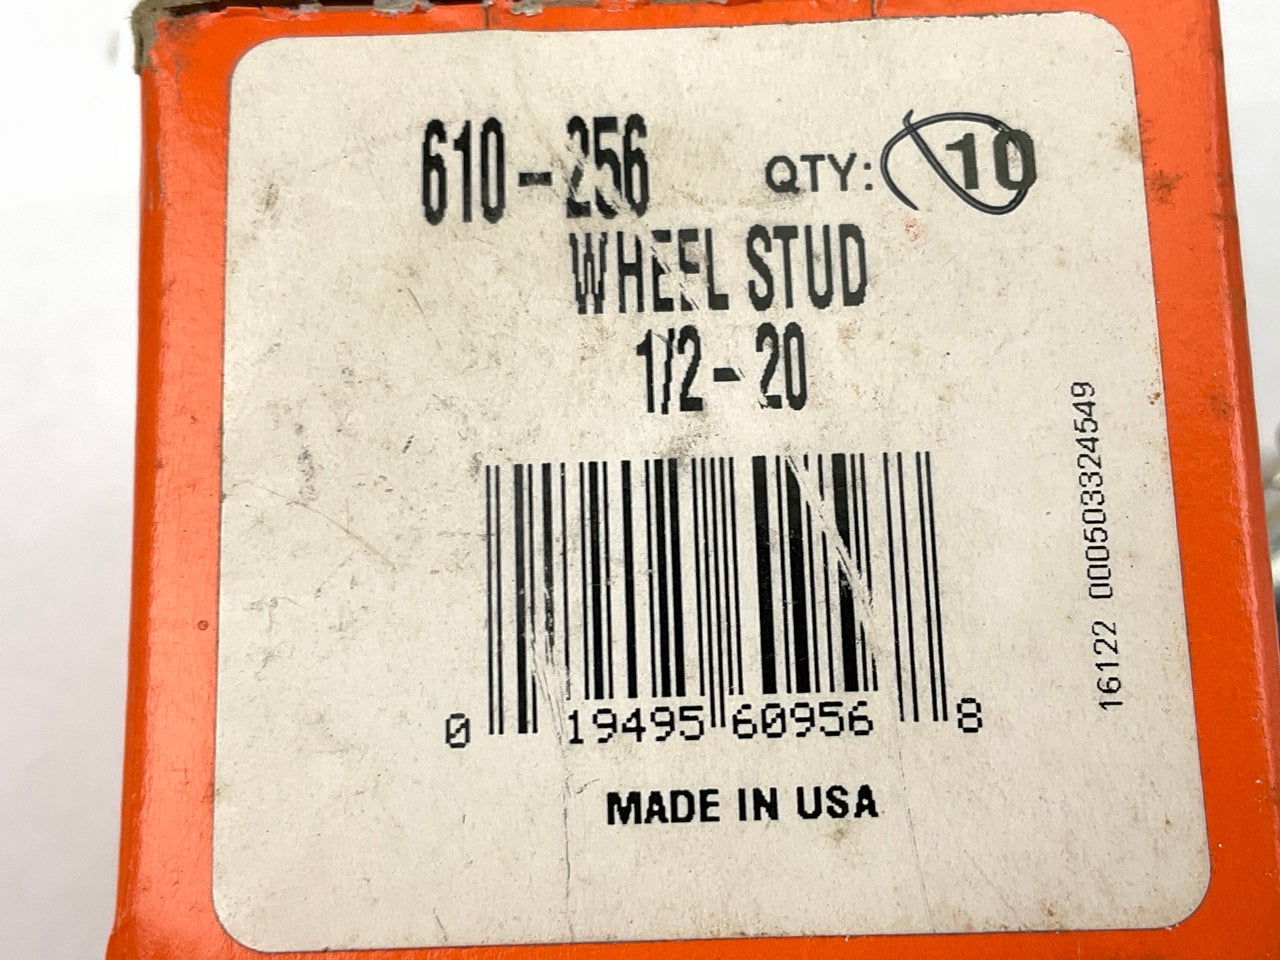 610-256 QTY: 10
WHEEL STUD
1/2-20
0 19495 60956 8
MADE IN USA
16122 000503324549